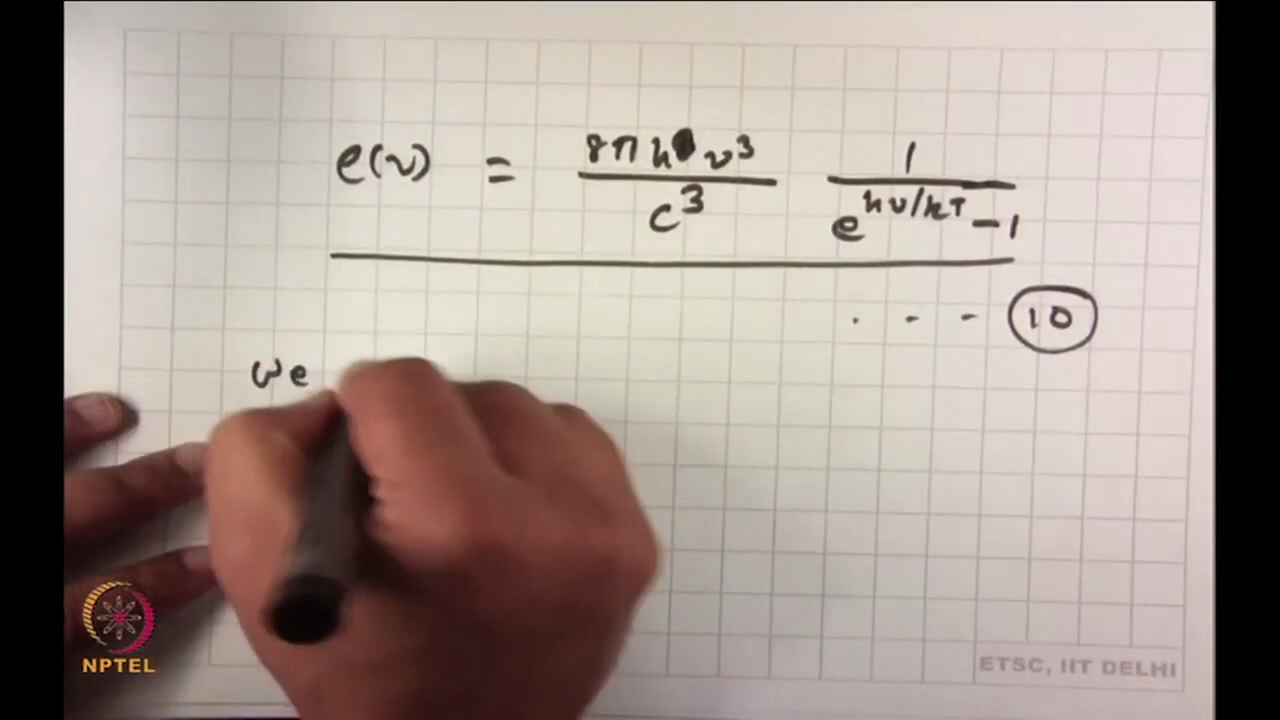 e(ν) = 8πhν³/c³ 1/(e^{hν/kT} - 1)
. - - 10
we
NPTEL
ETSC, IIT DELHI